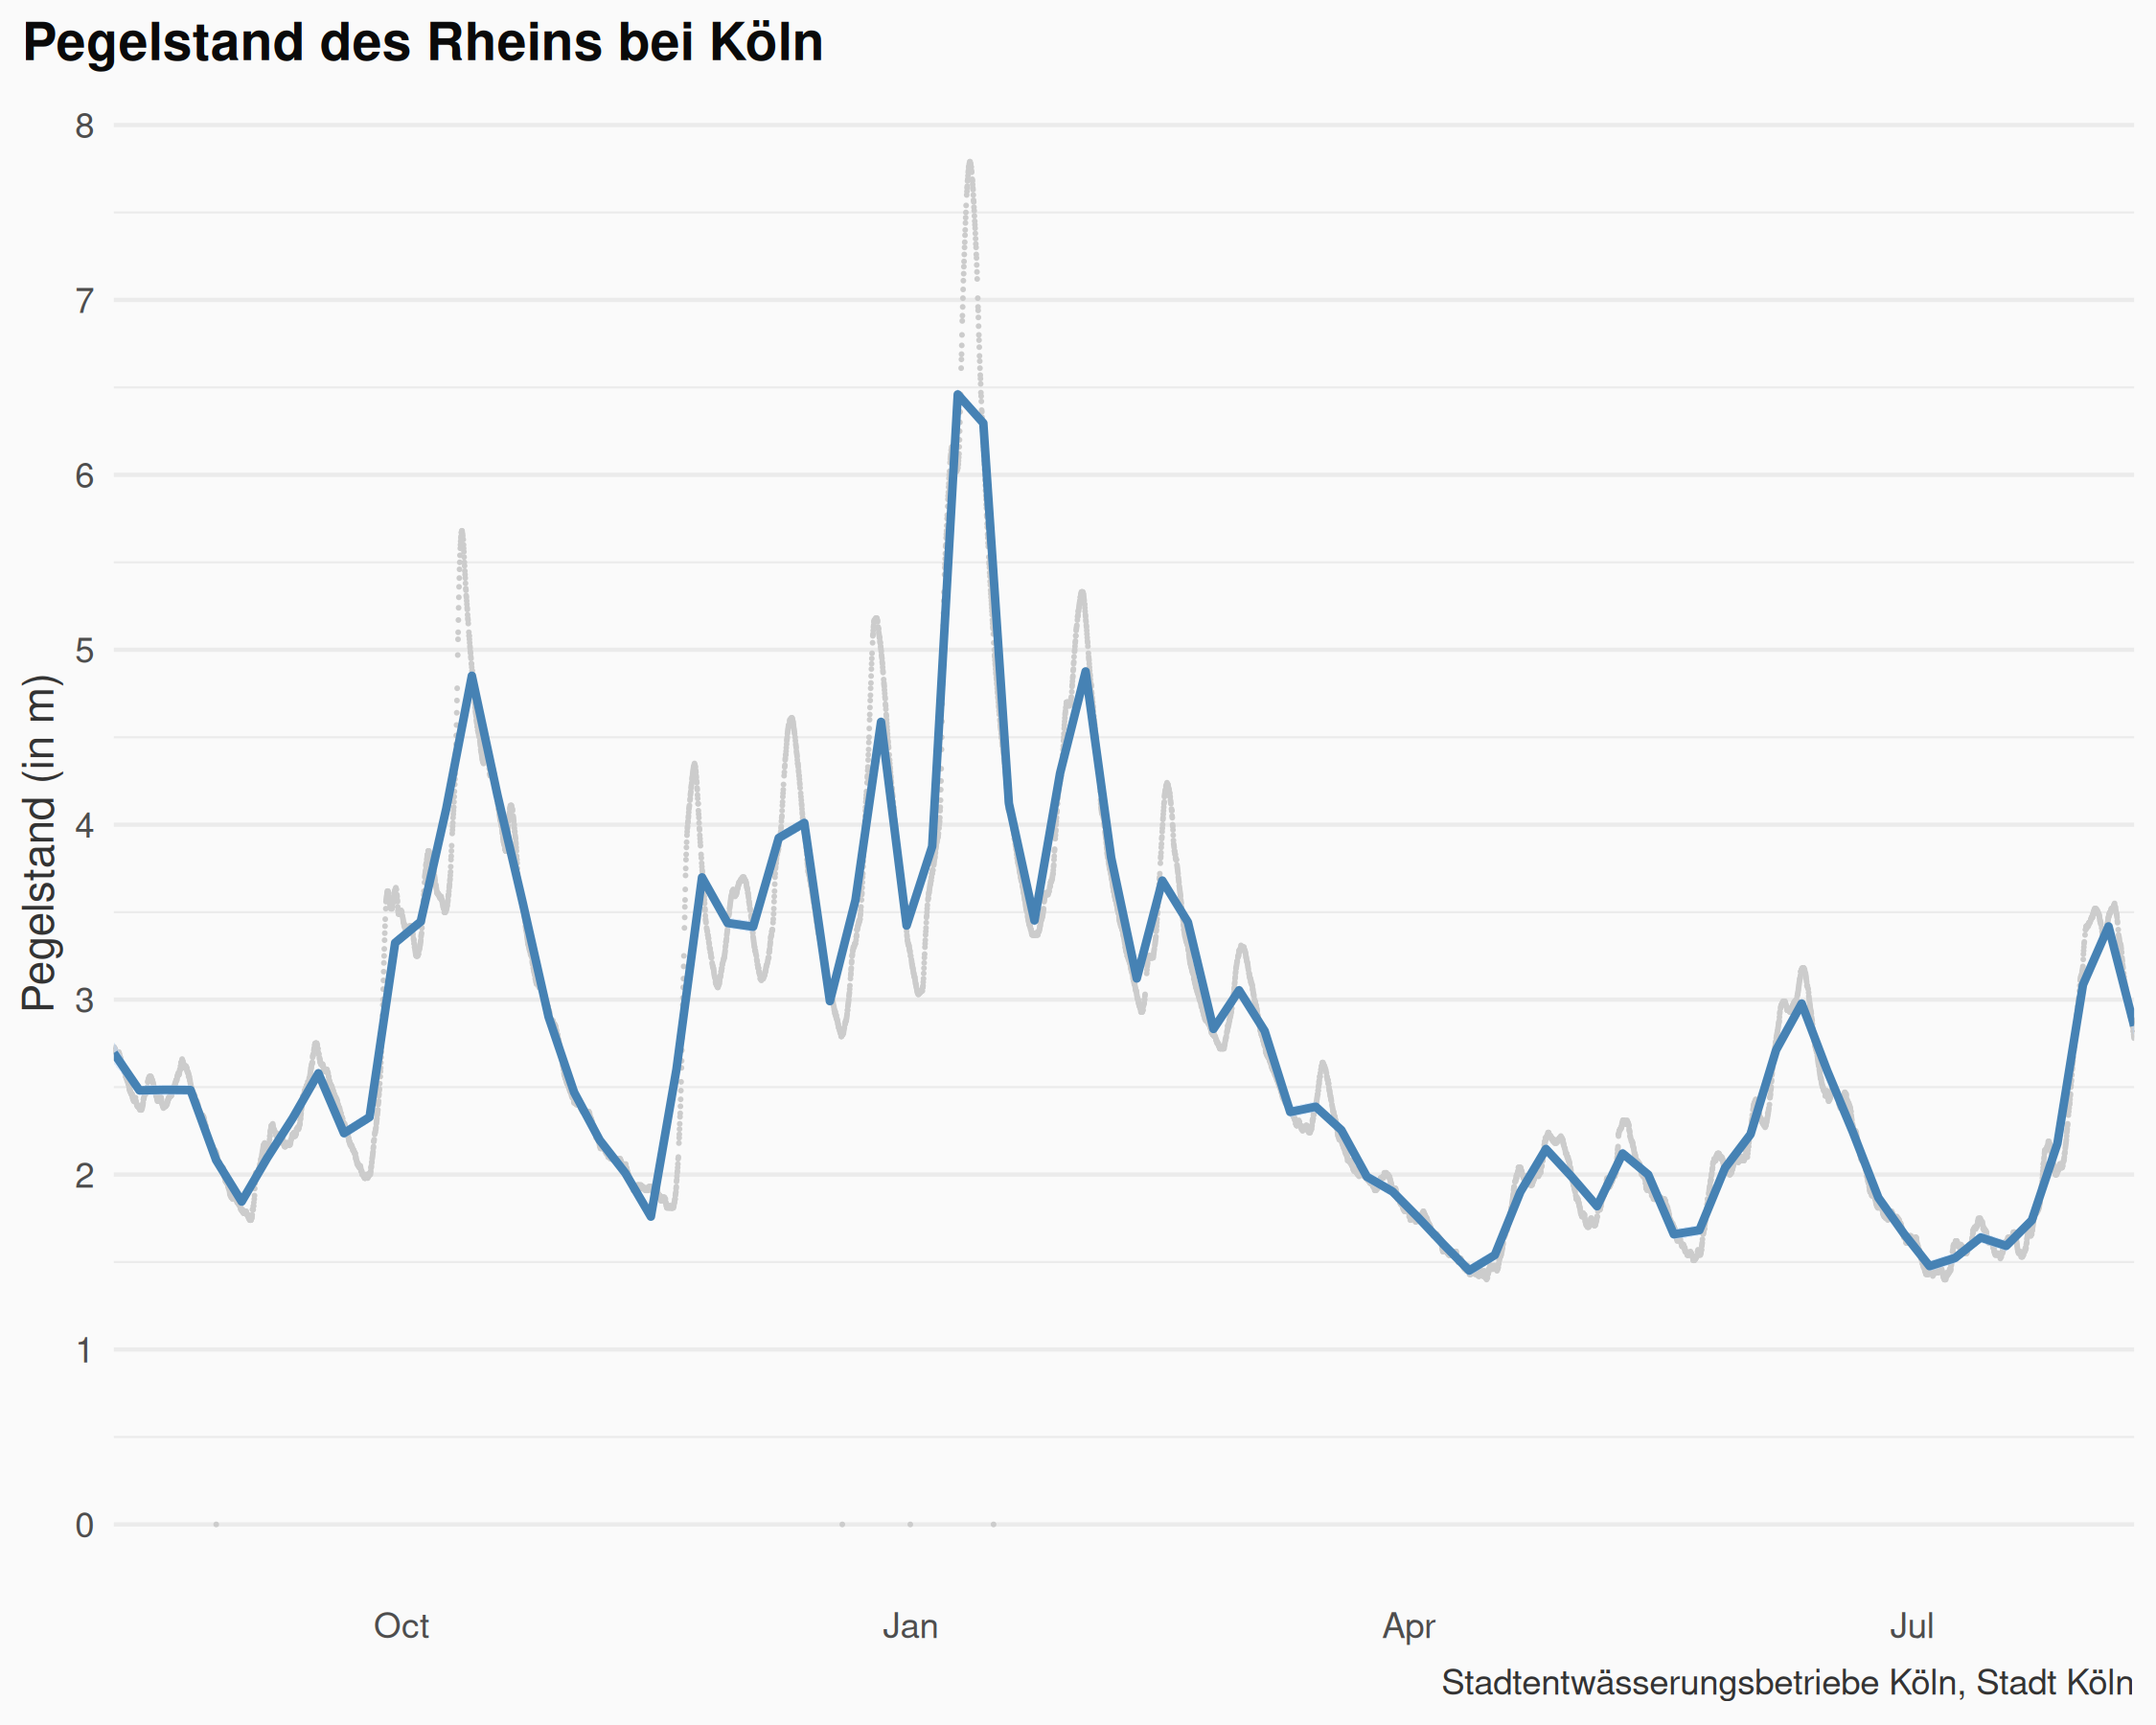 Pegelstand des Rheins bei Köln
8
7
6
5
4
3
2
1
0
Pegelstand (in m)
Oct Jan Apr Jul
Stadtentwässerungsbetriebe Köln, Stadt Köln